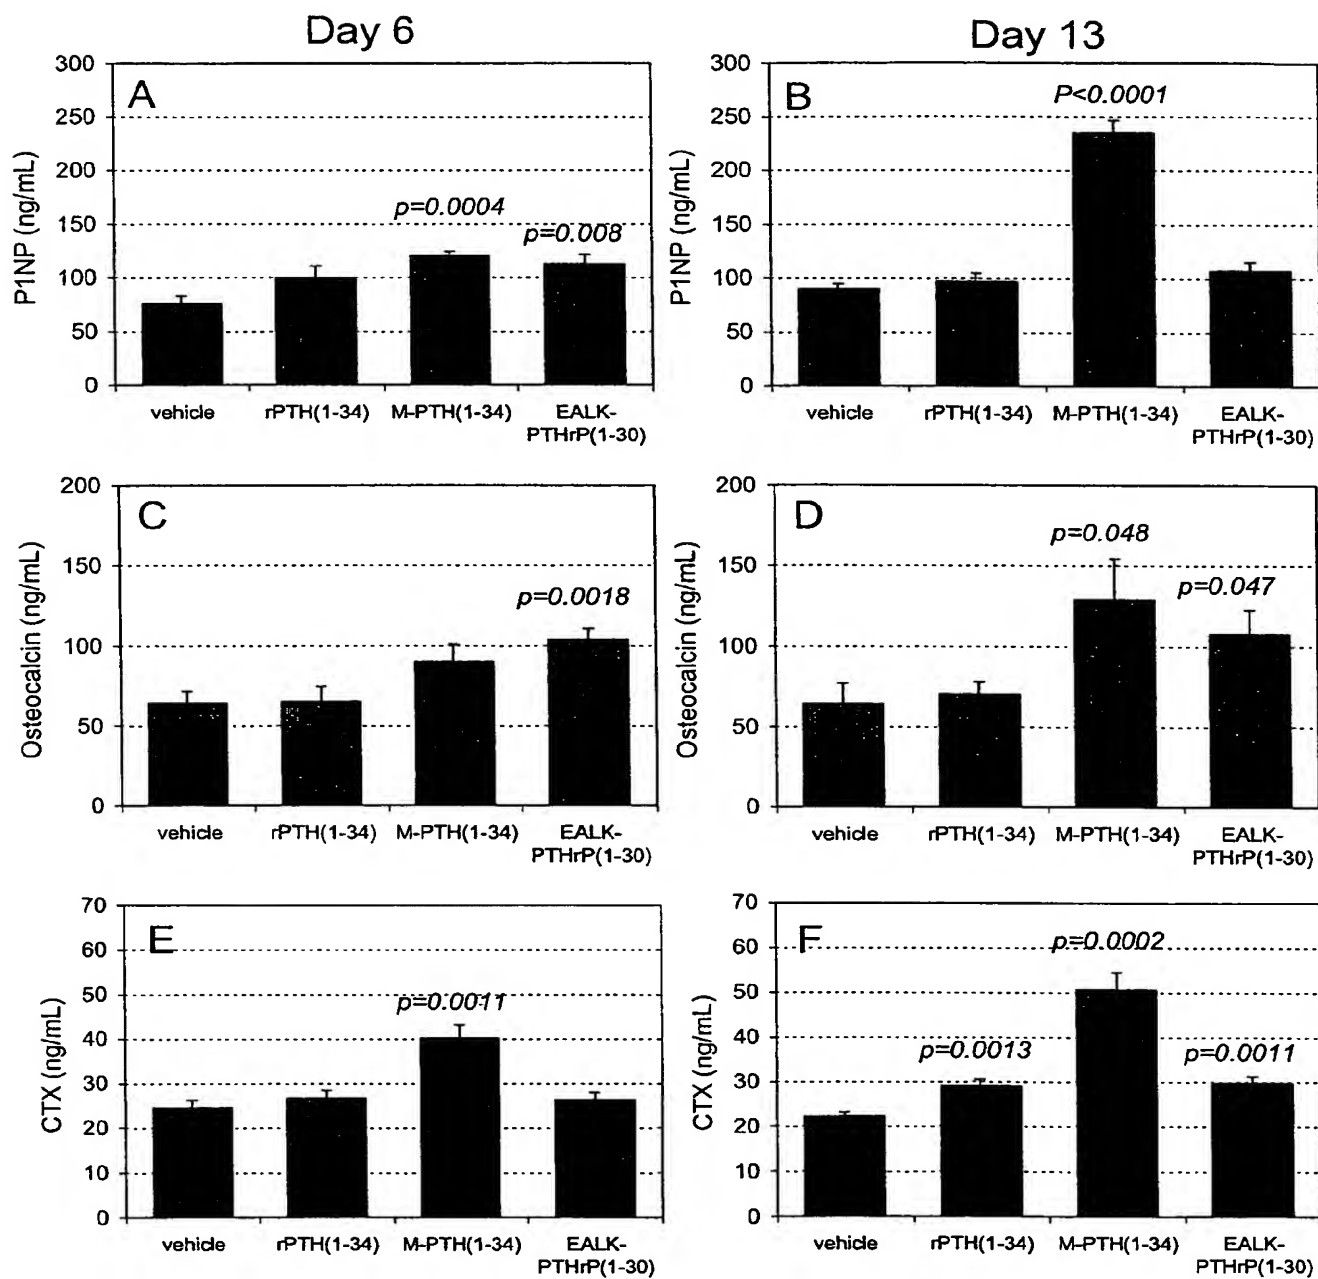 Day 6
Day 13
A
P1NP (ng/mL)
300
250
200
150
100
50
0
p=0.0004
p=0.008
vehicle
rPTH(1-34)
M-PTH(1-34)
EALK-
PTHrP(1-30)
B
P1NP (ng/mL)
300
250
200
150
100
50
0
P<0.0001
vehicle
rPTH(1-34)
M-PTH(1-34)
EALK-
PTHrP(1-30)
C
Osteocalcin (ng/mL)
200
150
100
50
0
p=0.0018
vehicle
rPTH(1-34)
M-PTH(1-34)
EALK-
PTHrP(1-30)
D
Osteocalcin (ng/mL)
200
150
100
50
0
p=0.048
p=0.047
vehicle
rPTH(1-34)
M-PTH(1-34)
EALK-
PTHrP(1-30)
E
CTX (ng/mL)
70
60
50
40
30
20
10
0
p=0.0011
vehicle
rPTH(1-34)
M-PTH(1-34)
EALK-
PTHrP(1-30)
F
CTX (ng/mL)
70
60
50
40
30
20
10
0
p=0.0013
p=0.0002
p=0.0011
vehicle
rPTH(1-34)
M-PTH(1-34)
EALK-
PTHrP(1-30)